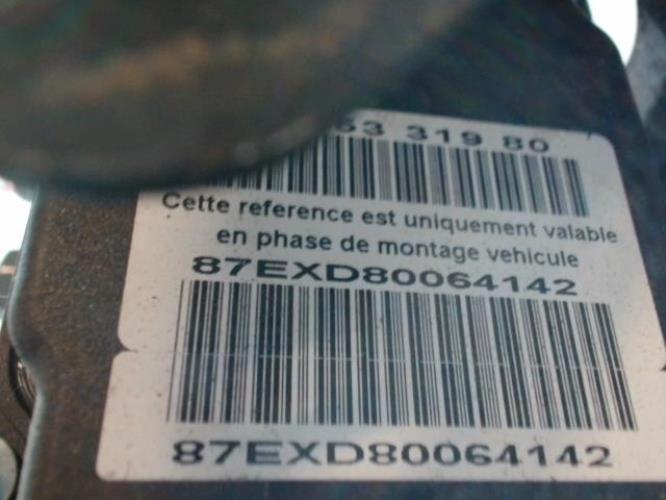 53 319 80
Cette reference est uniquement valable
en phase de montage vehicule
87EXD80064142
87EXD80064142